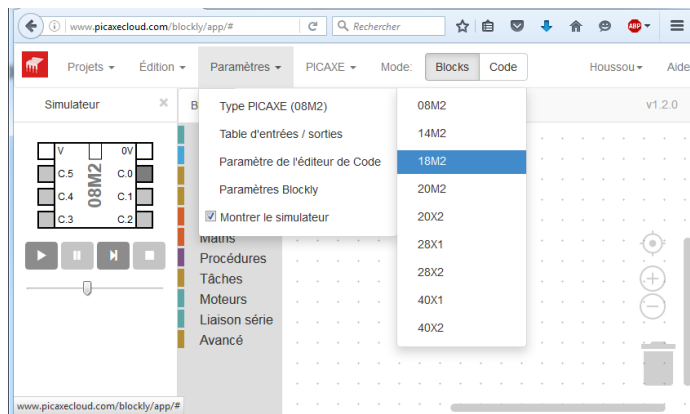 www.picaxecloud.com/blockly/app/#
Rechercher
ABP
Projets
Édition
Paramètres
PICAXE
Mode:
Blocks
Code
Houssou
Aide
Simulateur
×
B
v1.2.0
Type PICAXE (08M2)
Table d'entrées / sorties
Paramètre de l'éditeur de Code
Paramètres Blockly
Montrer le simulateur
08M2
14M2
18M2
20M2
20X2
28X1
28X2
40X1
40X2
V 0V
C.5 C.0
C.4 C.1
C.3 C.2
08M2
Maths
Procédures
Tâches
Moteurs
Liaison série
Avancé
www.picaxecloud.com/blockly/app/#